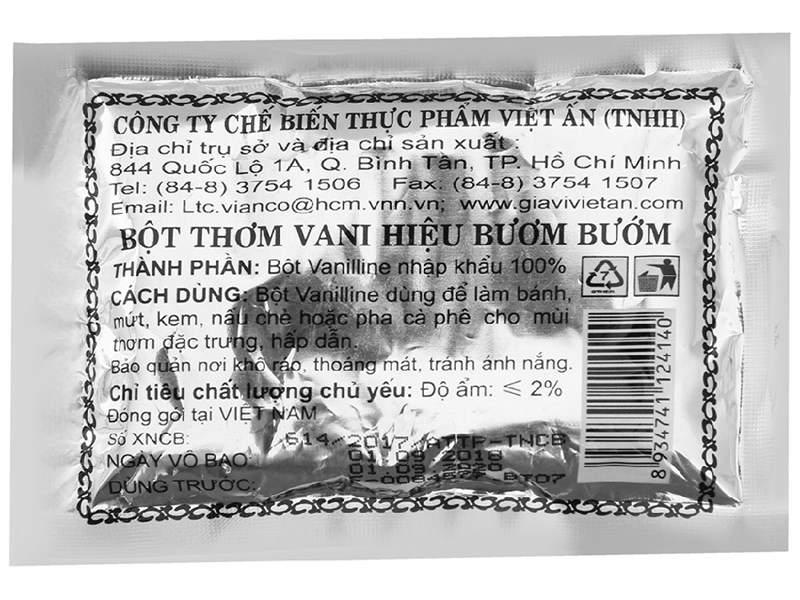 CÔNG TY CHẾ BIẾN THỰC PHẨM VIỆT ẤN (TNHH)
Địa chỉ trụ sở và địa chỉ sản xuất :
844 Quốc Lộ 1A, Q. Bình Tân, TP. Hồ Chí Minh
Tel: (84-8) 3754 1506 Fax: (84-8) 3754 1507
Email: Ltc.vianco@hcm.vnn.vn; www.giavivietan.com
BỘT THƠM VANI HIỆU BƯƠM BƯỚM
THÀNH PHẦN: Bột Vanilline nhập khẩu 100%
CÁCH DÙNG: Bột Vanilline dùng để làm bánh,
mứt, kem, nấu chè hoặc pha cà phê cho mùi
thơm đặc trưng, hấp dẫn.
Bảo quản nơi khô ráo, thoáng mát, tránh ánh nắng.
Chỉ tiêu chất lượng chủ yếu: Độ ẩm: ≤ 2%
Đóng gói tại VIỆT NAM
Số XNCB: 514/2017/ATTP-TNCB
NGÀY VÔ BAO
DÙNG TRƯỚC: BT07
8 934741 124140